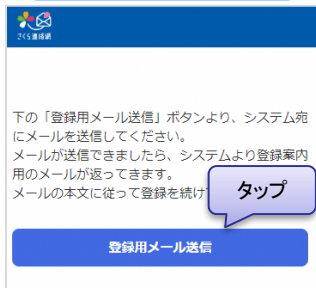 さくら連絡網
下の「登録用メール送信」ボタンより、システム宛
にメールを送信してください。
メールが送信できましたら、システムより登録案内
用のメールが返ってきます。
メールの本文に従って登録を続け
タップ
登録用メール送信